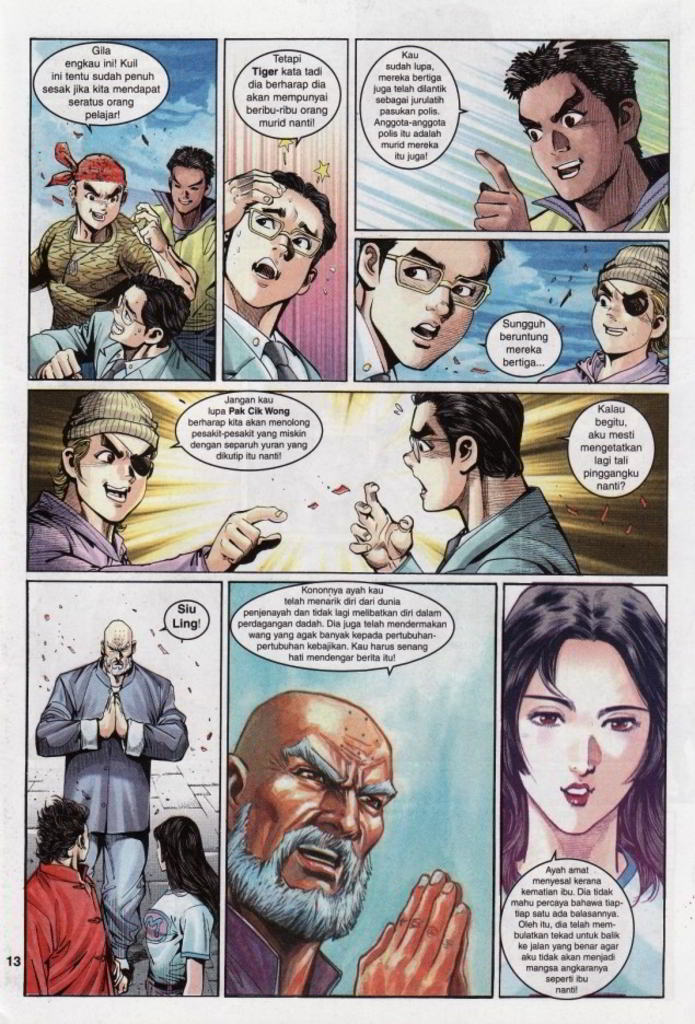 Gila
engkau ini! Kuil
ini tentu sudah penuh
sesak jika kita mendapat
seratus orang
pelajar!
Tetapi
Tiger kata tadi
dia berharap dia
akan mempunyai
beribu-ribu orang
murid nanti!
Kau
sudah lupa,
mereka bertiga
juga telah dilantik
sebagai jurulatih
pasukan polis.
Anggota-anggota
polis itu adalah
murid mereka
itu juga!
Sungguh
beruntung
mereka
bertiga...
Jangan kau
lupa Pak Cik Wong
berharap dia akan menolong
pesakit-pesakit yang miskin
dengan separuh yuran yang
dikutip itu nanti!
Kalau
begitu,
aku mesti
mengetatkan
lagi tali
pinggangku
nanti?
Siu
Ling!
Kononnya ayah kau
telah menarik diri dari dunia
penjenayah dan tidak lagi melibatkan diri dalam
perdagangan dadah. Dia juga telah mendermakan
wang yang agak banyak kepada pertubuhan-
pertubuhan kebajikan. Kau harus senang
hati mendengar berita itu!
Ayah amat
menyesal kerana
kematian ibu. Dia tidak
mahu percaya bahawa tiap-
tiap satu ada balasannya.
Oleh itu, dia telah mem-
bulatkan tekad untuk balik
ke jalan yang benar agar
aku tidak akan menjadi
mangsa angkaranya
seperti ibu
nanti!
13